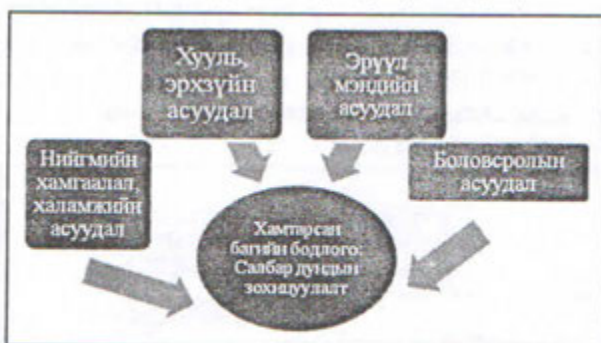 Хууль,
эрхзүйн
асуудал
Эрүүл
мэндийн
асуудал
Нийгмийн
хамгаалал,
халамжийн
асуудал
Боловсролын
асуудал
Хамтарсан
багийн бодлого:
Салбар дундын
зохицуулалт